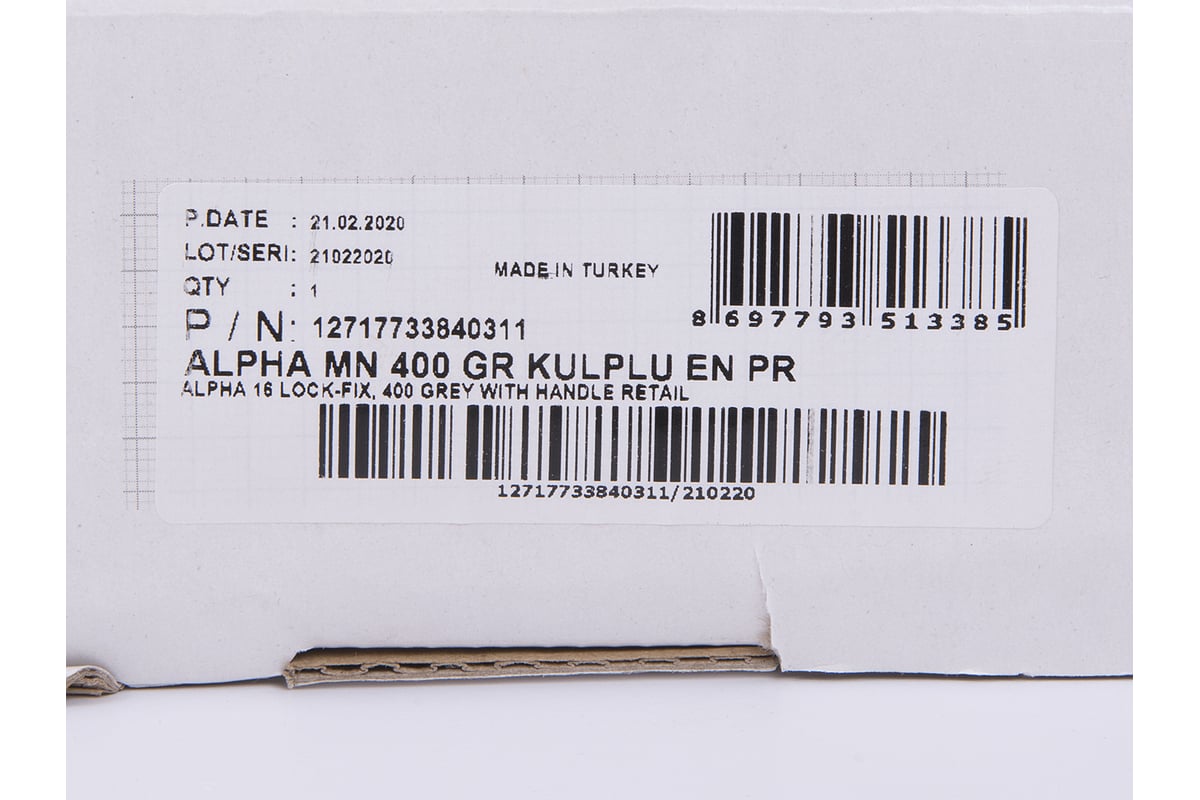 P.DATE : 21.02.2020
LOT/SERI: 21022020
QTY : 1
MADE IN TURKEY
8 697793 513385
P / N: 12717733840311
ALPHA MN 400 GR KULPLU EN PR
ALPHA 16 LOCK-FIX, 400 GREY WITH HANDLE RETAIL
12717733840311/210220